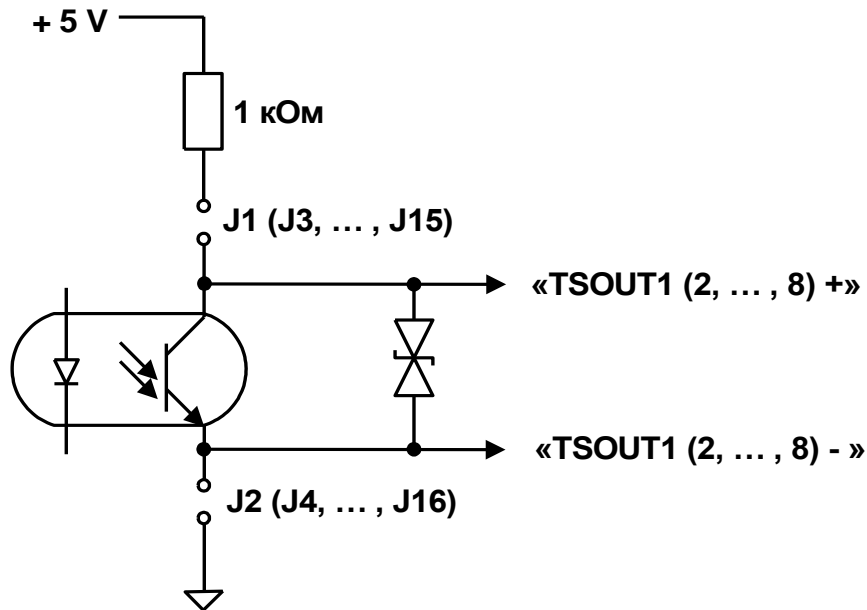 + 5 V
1 кОм
J1 (J3, … , J15)
«TSOUT1 (2, … , 8) +»
«TSOUT1 (2, … , 8) - »
J2 (J4, … , J16)